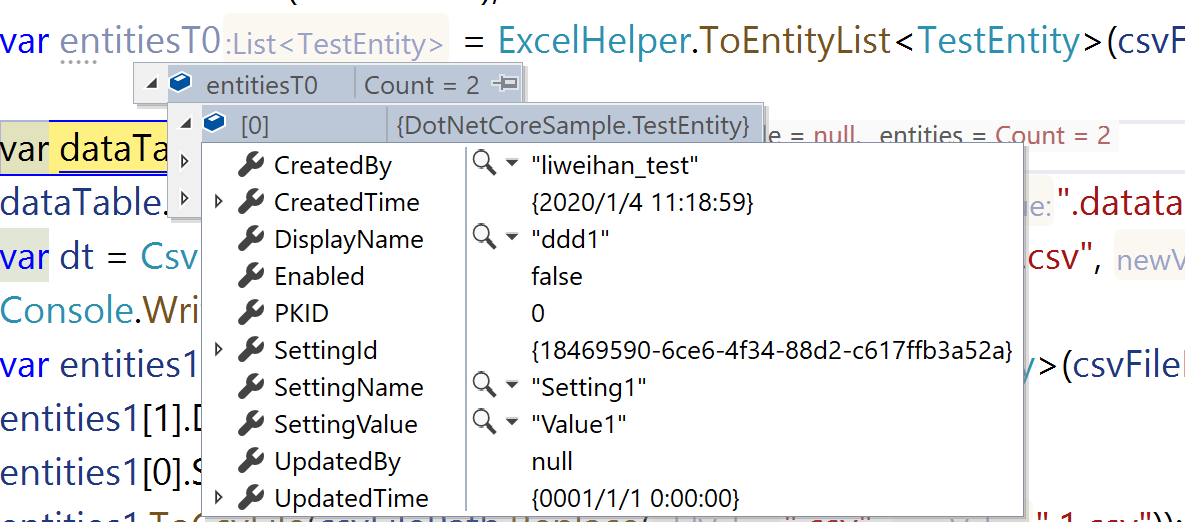 var entitiesT0 :List<TestEntity> = ExcelHelper.ToEntityList<TestEntity>(csvF
entitiesT0 Count = 2
[0] {DotNetCoreSample.TestEntity}
var dataTa le = null, entities = Count = 2
CreatedBy "liweihan_test"
CreatedTime {2020/1/4 11:18:59}
dataTable. ue: ".datata
DisplayName "ddd1"
var dt = Csv .csv", newV
Enabled false
Console.Wri
PKID 0
SettingId {18469590-6ce6-4f34-88d2-c617ffb3a52a}
var entities1 y>(csvFileP
SettingName "Setting1"
entities1[1].D
SettingValue "Value1"
UpdatedBy null
entities1[0].S
UpdatedTime {0001/1/1 0:00:00}